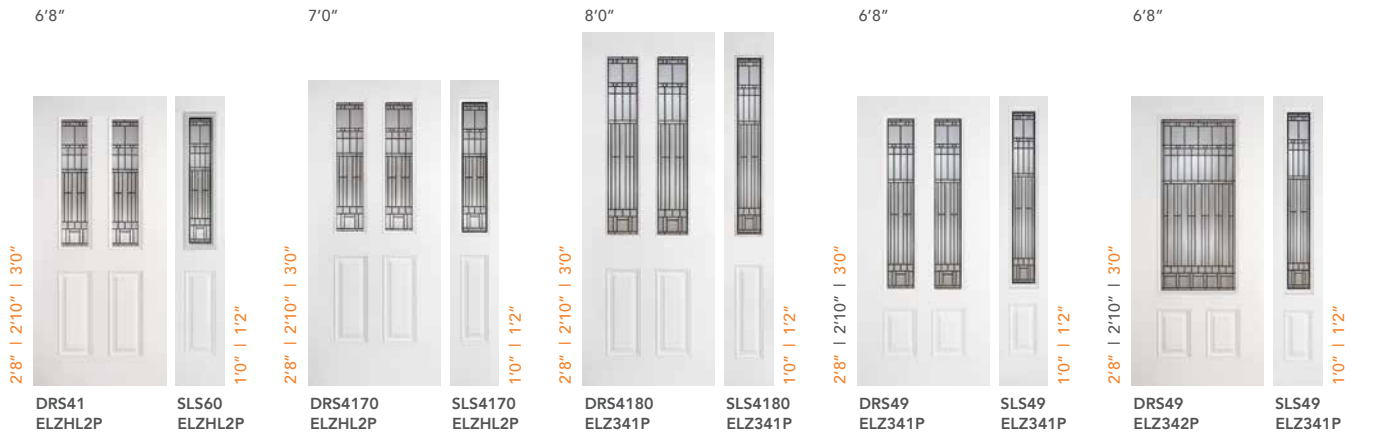 6’8”
7’0”
8’0”
6’8”
6’8”
2’8” | 2’10” | 3’0”
1’0” | 1’2”
2’8” | 2’10” | 3’0”
1’0” | 1’2”
2’8” | 2’10” | 3’0”
1’0” | 1’2”
2’8” | 2’10” | 3’0”
1’0” | 1’2”
2’8” | 2’10” | 3’0”
1’0” | 1’2”
DRS41
ELZHL2P
SLS60
ELZHL2P
DRS4170
ELZHL2P
SLS4170
ELZHL2P
DRS4180
ELZ341P
SLS4180
ELZ341P
DRS49
ELZ341P
SLS49
ELZ341P
DRS49
ELZ342P
SLS49
ELZ341P